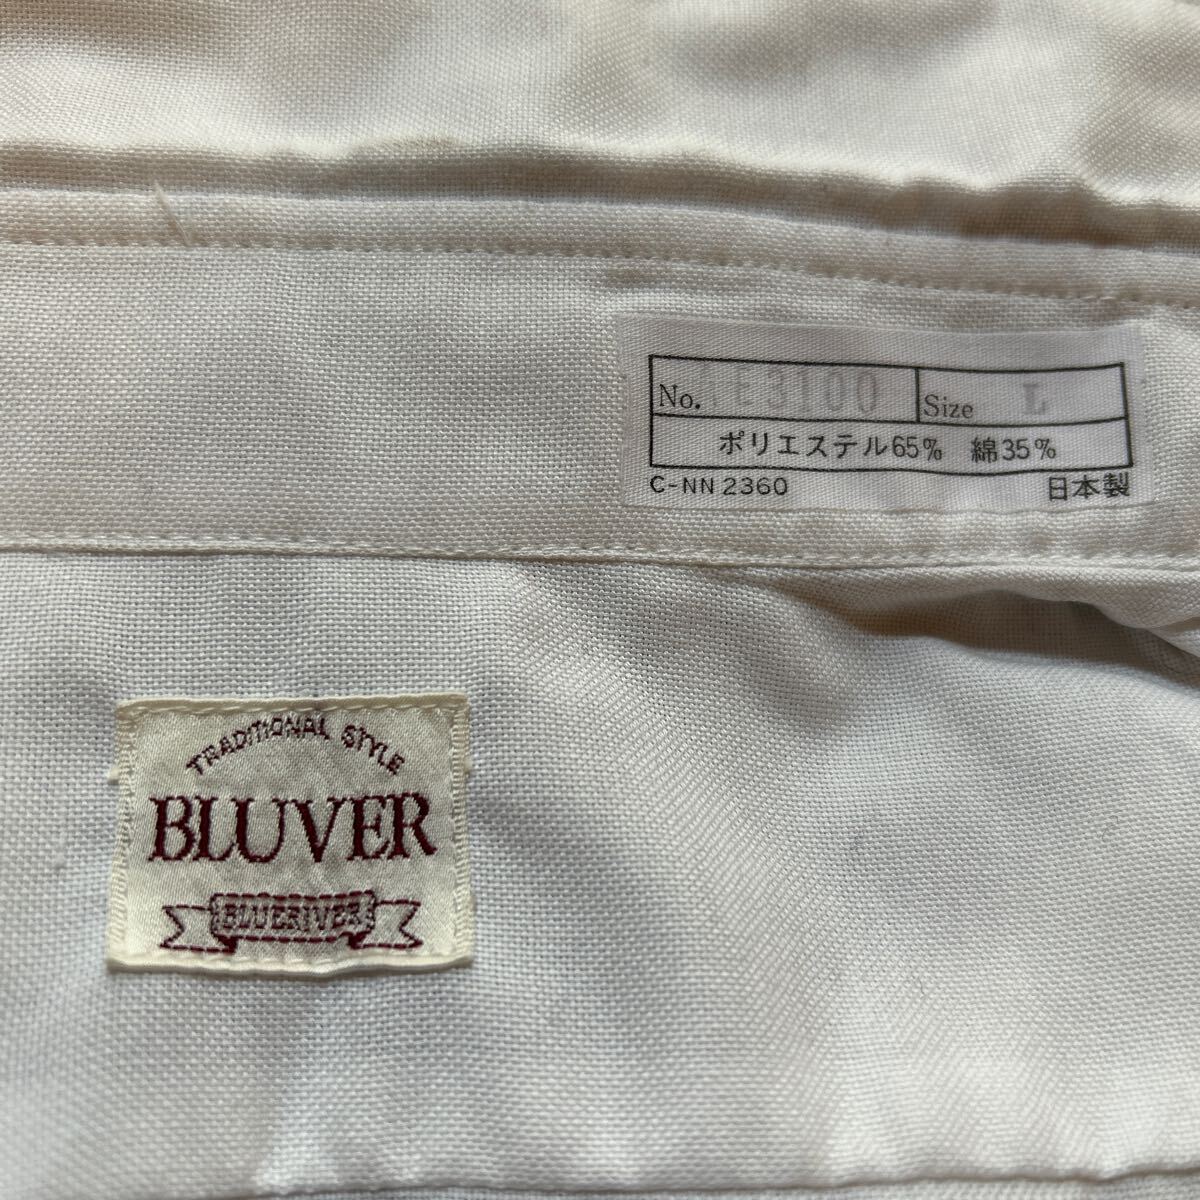 No. E3100 Size L
ポリエステル65% 綿35%
C-NN 2360 日本製
TRADITIONAL STYLE
BLUVER
BLUERIVER